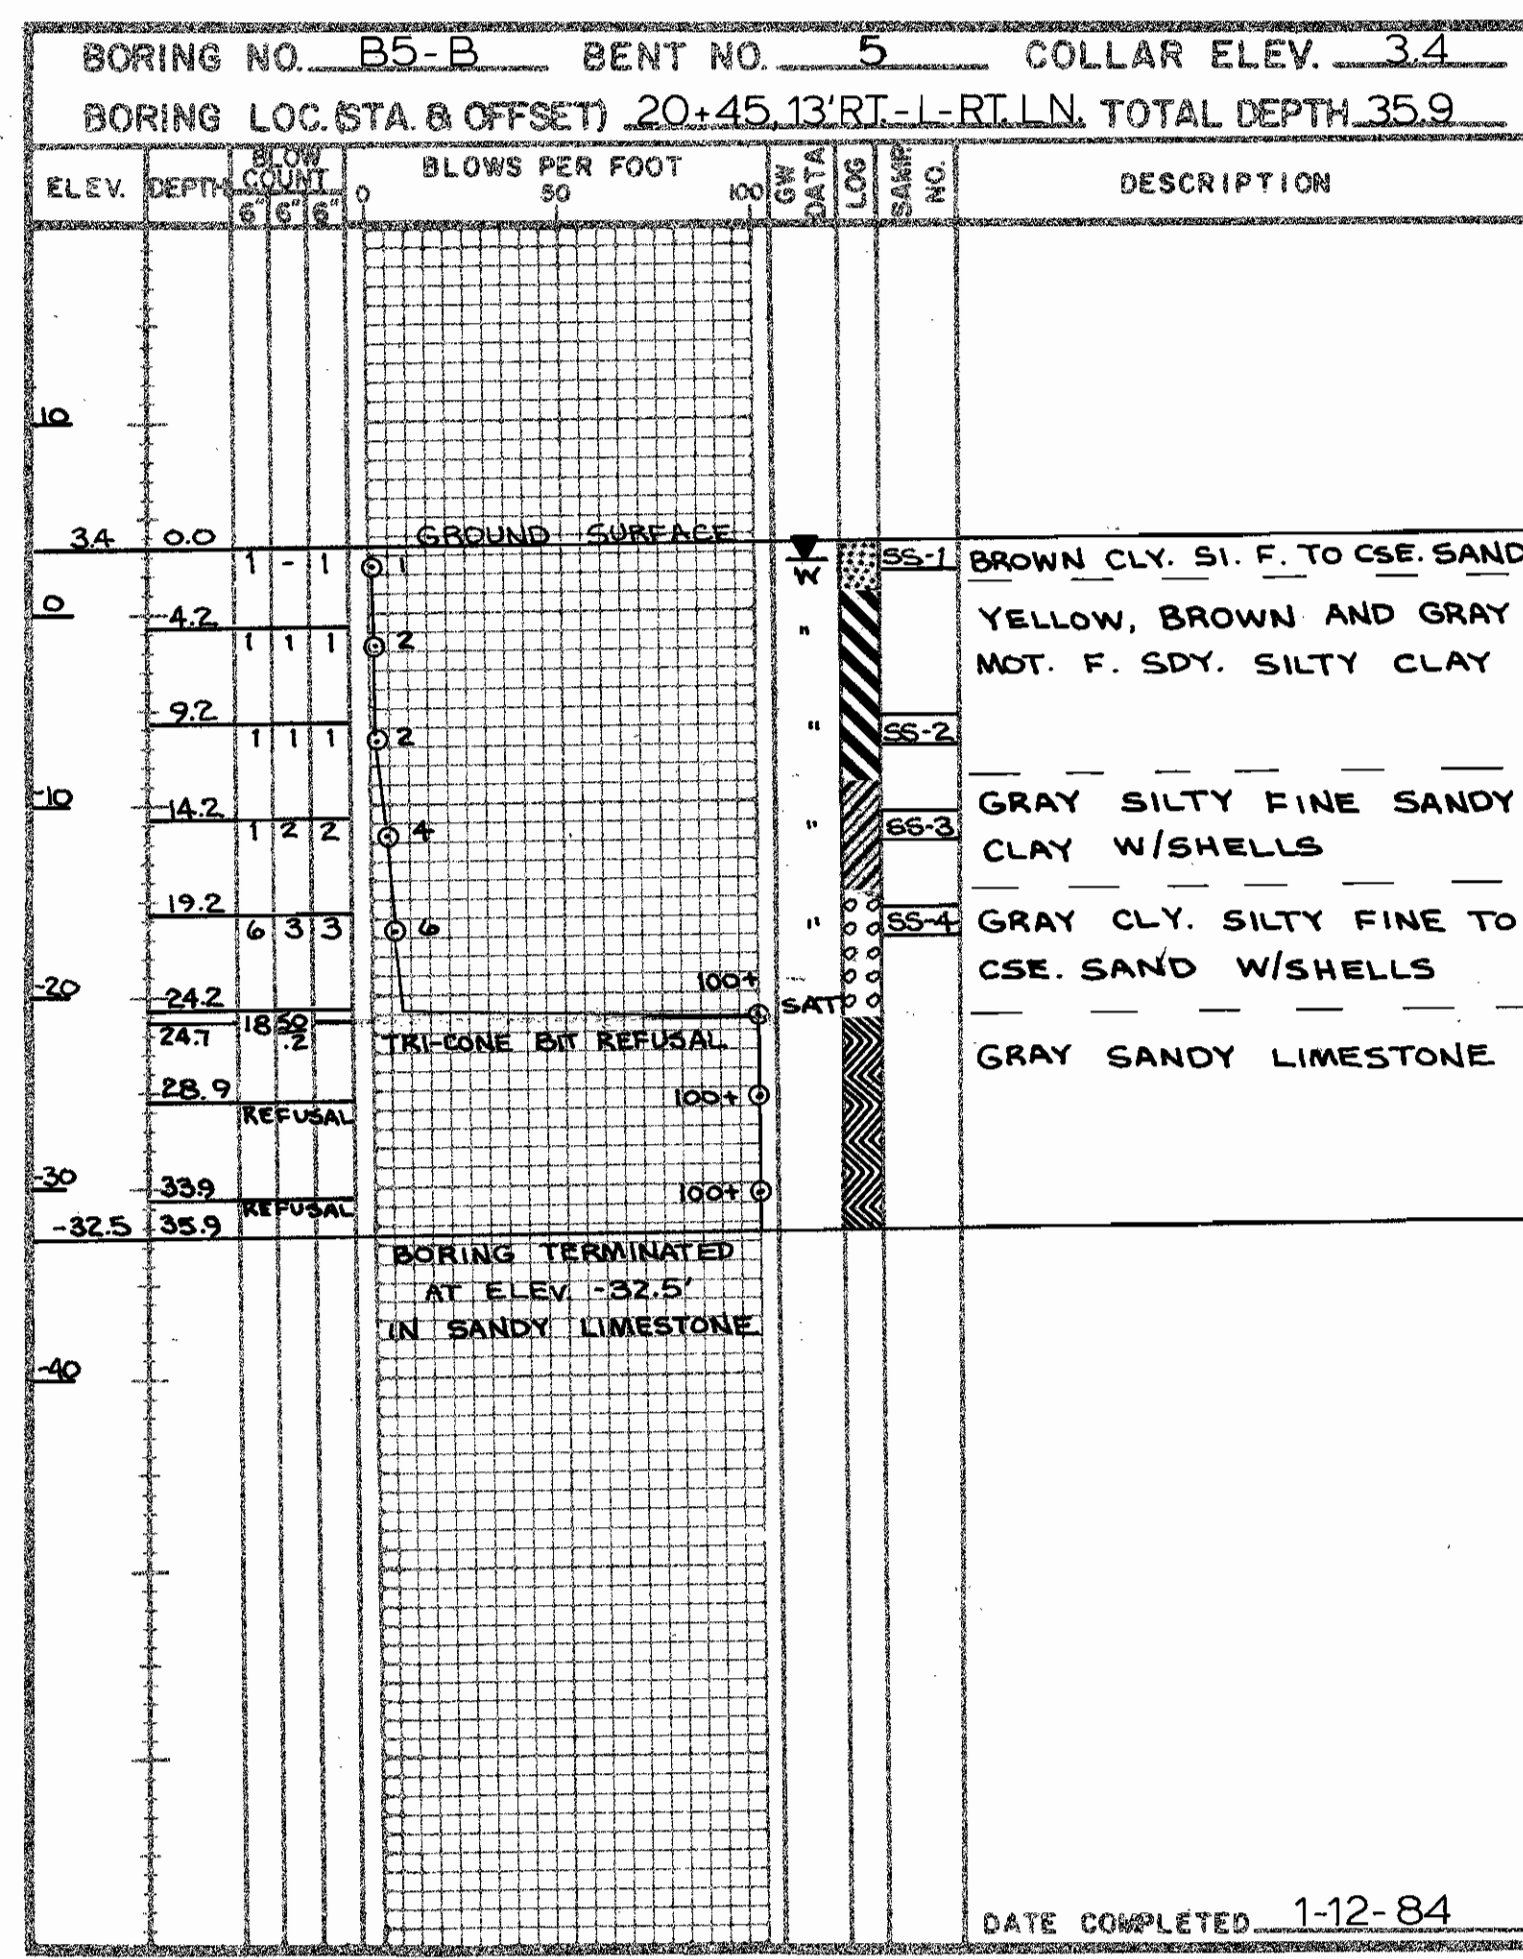 BORING NO. B5-B BENT NO. 5 COLLAR ELEV. 3.4
BORING LOC. (STA. & OFFSET) 20+45, 13' RT.-L-RT. LN. TOTAL DEPTH 35.9
ELEV. DEPTH BLOW COUNT 6" 6" 6" BLOWS PER FOOT 0 50 100 GW DATA LOG SAMP. NO. DESCRIPTION
10
GROUND SURFACE
3.4 0.0
1 - 1 1 W SS-1 BROWN CLY. SI. F. TO CSE. SAND
0 4.2 YELLOW, BROWN AND GRAY
1 1 1 2 " MOT. F. SDY. SILTY CLAY
9.2
1 1 1 2 " SS-2
-10 14.2 GRAY SILTY FINE SANDY
1 2 2 4 " SS-3 CLAY W/SHELLS
19.2
6 3 3 6 " SS-4 GRAY CLY. SILTY FINE TO
CSE. SAND W/SHELLS
-20 24.2 100+ SAT
18 50/.2
24.7 TRI-CONE BIT REFUSAL GRAY SANDY LIMESTONE
28.9 100+
REFUSAL
-30 33.9 100+
REFUSAL
-32.5 35.9
BORING TERMINATED
AT ELEV. -32.5'
IN SANDY LIMESTONE
-40
DATE COMPLETED 1-12-84